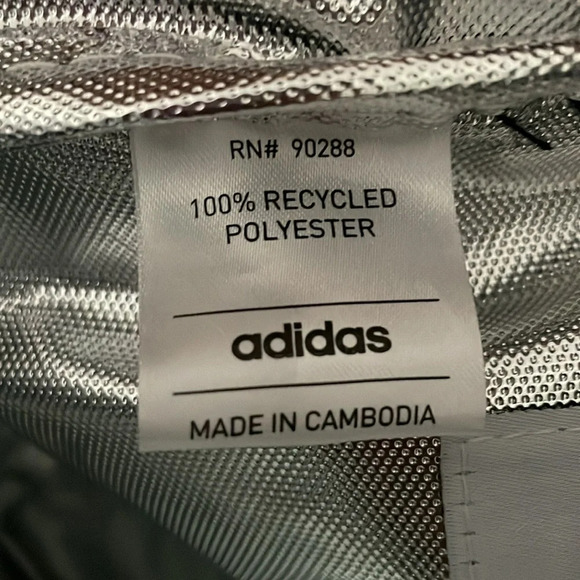 RN# 90288
100% RECYCLED
POLYESTER
adidas
MADE IN CAMBODIA